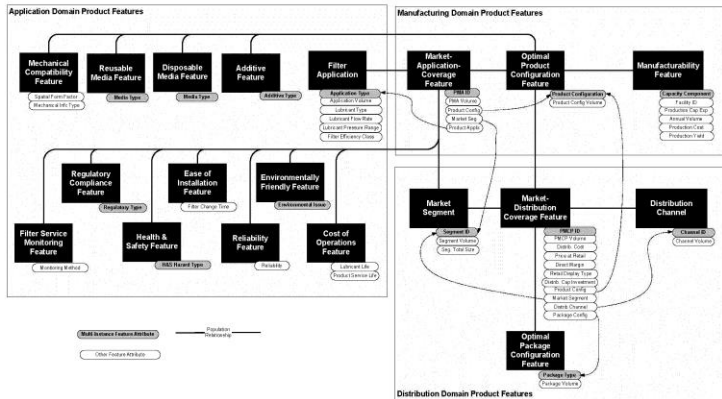 Application Domain Product Features
Manufacturing Domain Product Features
Mechanical
Compatibility
Feature
Spatial Form Factor
Mechanical Info Type
Reusable
Media Feature
Media Type
Disposable
Media Feature
Media Type
Additive
Feature
Additive Type
Filter
Application
Application Type
Application Volume
Lubricant Type
Lubricant Flow Rate
Lubricant Pressure Range
Filter Efficiency Class
Market-
Application-
Coverage Feature
PMA ID
PMA Volume
Product Config
Market Seg
Product Applic
Optimal
Product
Configuration
Feature
Product Configuration
Product Config Volume
Manufacturability
Feature
Capacity Component
Facility ID
Production Cap Exp
Annual Volume
Production Cost
Production Yield
Regulatory
Compliance
Feature
Regulatory Type
Ease of
Installation
Feature
Filter Change Time
Environmentally
Friendly Feature
Environmental Issue
Filter Service
Monitoring Feature
Monitoring Method
Health &
Safety Feature
H&S Hazard Type
Reliability
Feature
Reliability
Cost of
Operations Feature
Lubricant Life
Product Service Life
Market
Segment
Segment ID
Segment Volume
Seg. Total Size
Market-
Distribution
Coverage Feature
PMCP ID
PMCP Volume
Distrib. Cost
Price at Retail
Direct Margin
Retail Display Type
Distrib. Cap Investment
Product Config
Market Segment
Distrib Channel
Package Config
Distribution
Channel
Channel ID
Channel Volume
Optimal
Package
Configuration
Feature
Package Type
Package Volume
Multi Instance Feature Attribute
Population
Relationship
Other Feature Attribute
Distribution Domain Product Features